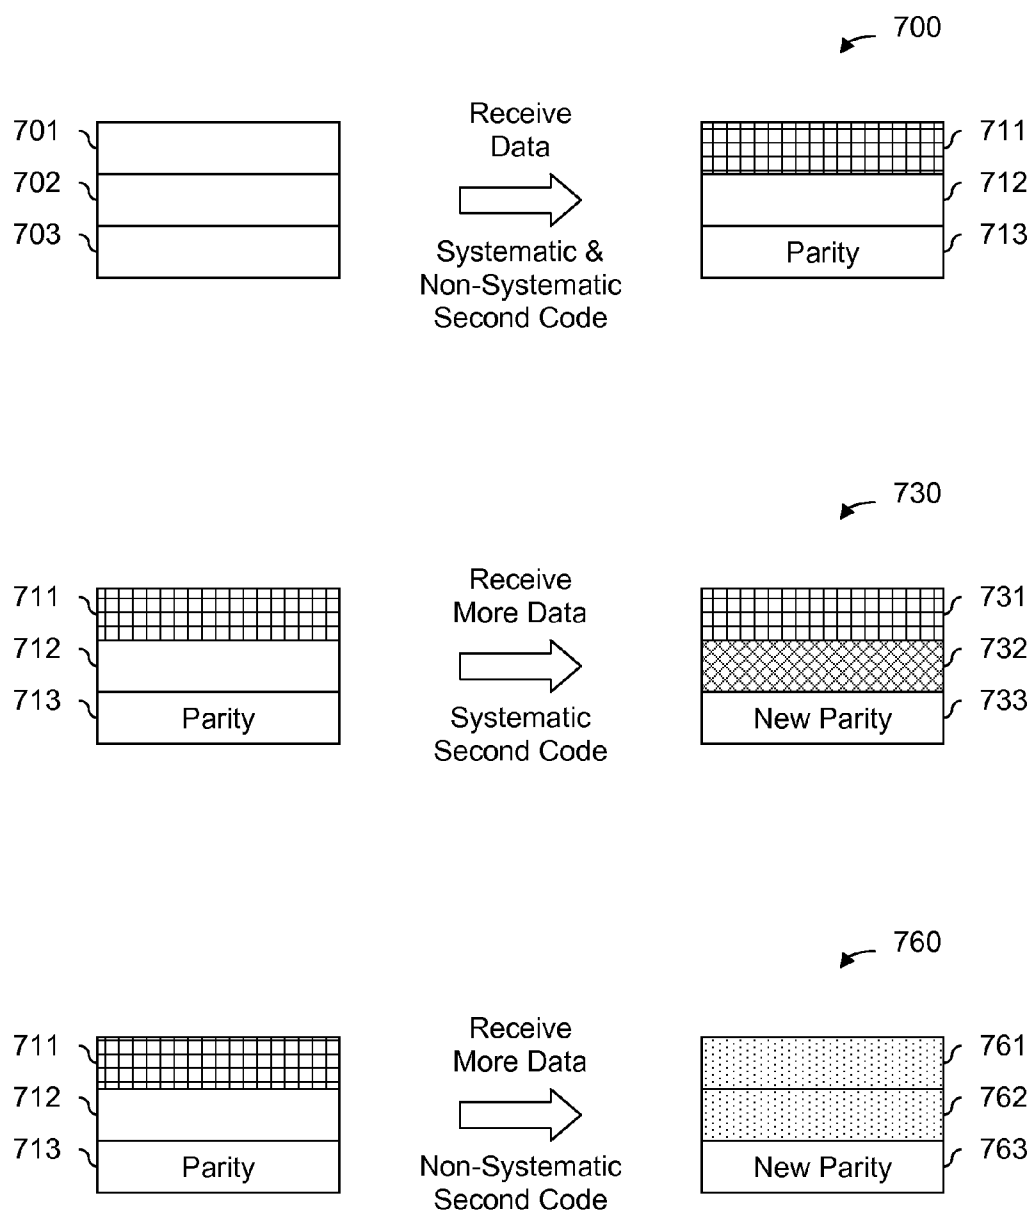 700
701
702
703
Receive
Data
Systematic &
Non-Systematic
Second Code
711
712
713
Parity
730
711
712
713
Parity
Receive
More Data
Systematic
Second Code
731
732
733
New Parity
760
711
712
713
Parity
Receive
More Data
Non-Systematic
Second Code
761
762
763
New Parity